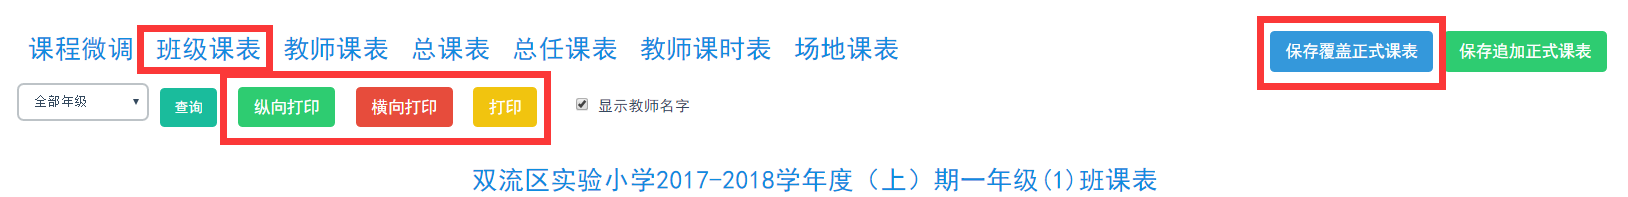 课程微调 班级课表 教师课表 总课表 总任课表 教师课时表 场地课表 保存覆盖正式课表 保存追加正式课表
全部年级 查询 纵向打印 横向打印 打印 显示教师名字
双流区实验小学2017-2018学年度（上）期一年级(1)班课表